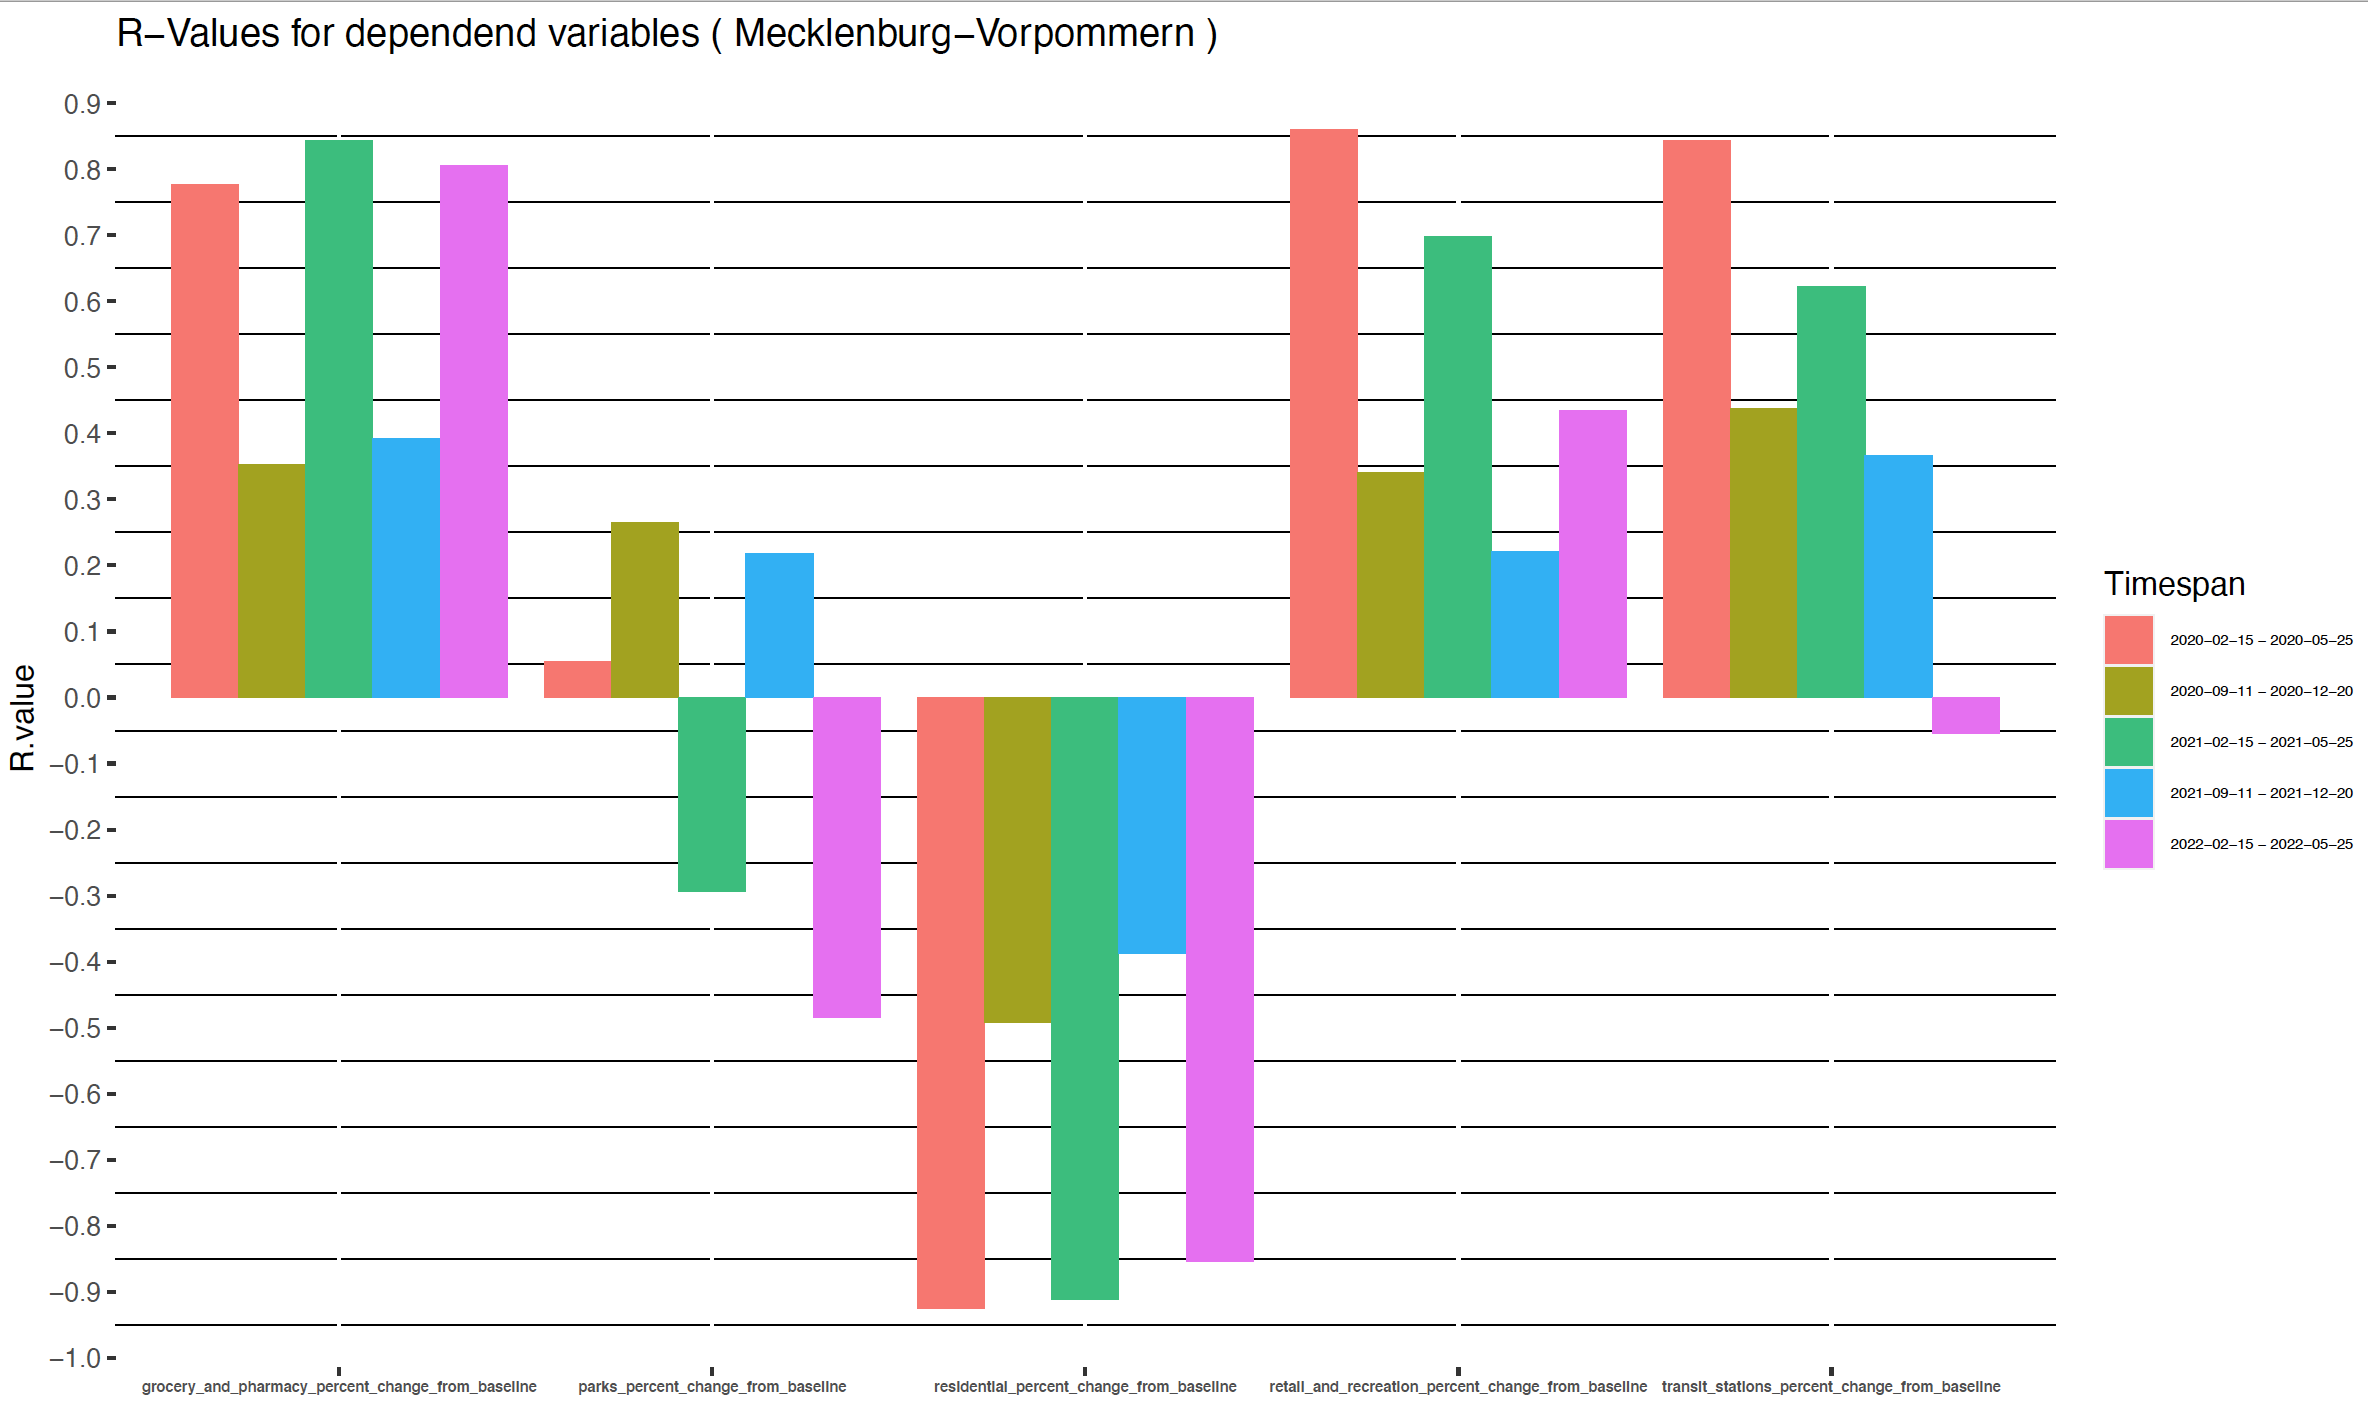 R−Values for dependend variables ( Mecklenburg−Vorpommern )
0.9
0.8
0.7
0.6
0.5
0.4
0.3
0.2
0.1
0.0
−0.1
−0.2
−0.3
−0.4
−0.5
−0.6
−0.7
−0.8
−0.9
−1.0
R.value
grocery_and_pharmacy_percent_change_from_baseline
parks_percent_change_from_baseline
residential_percent_change_from_baseline
retail_and_recreation_percent_change_from_baseline
transit_stations_percent_change_from_baseline
Timespan
2020−02−15 − 2020−05−25
2020−09−11 − 2020−12−20
2021−02−15 − 2021−05−25
2021−09−11 − 2021−12−20
2022−02−15 − 2022−05−25